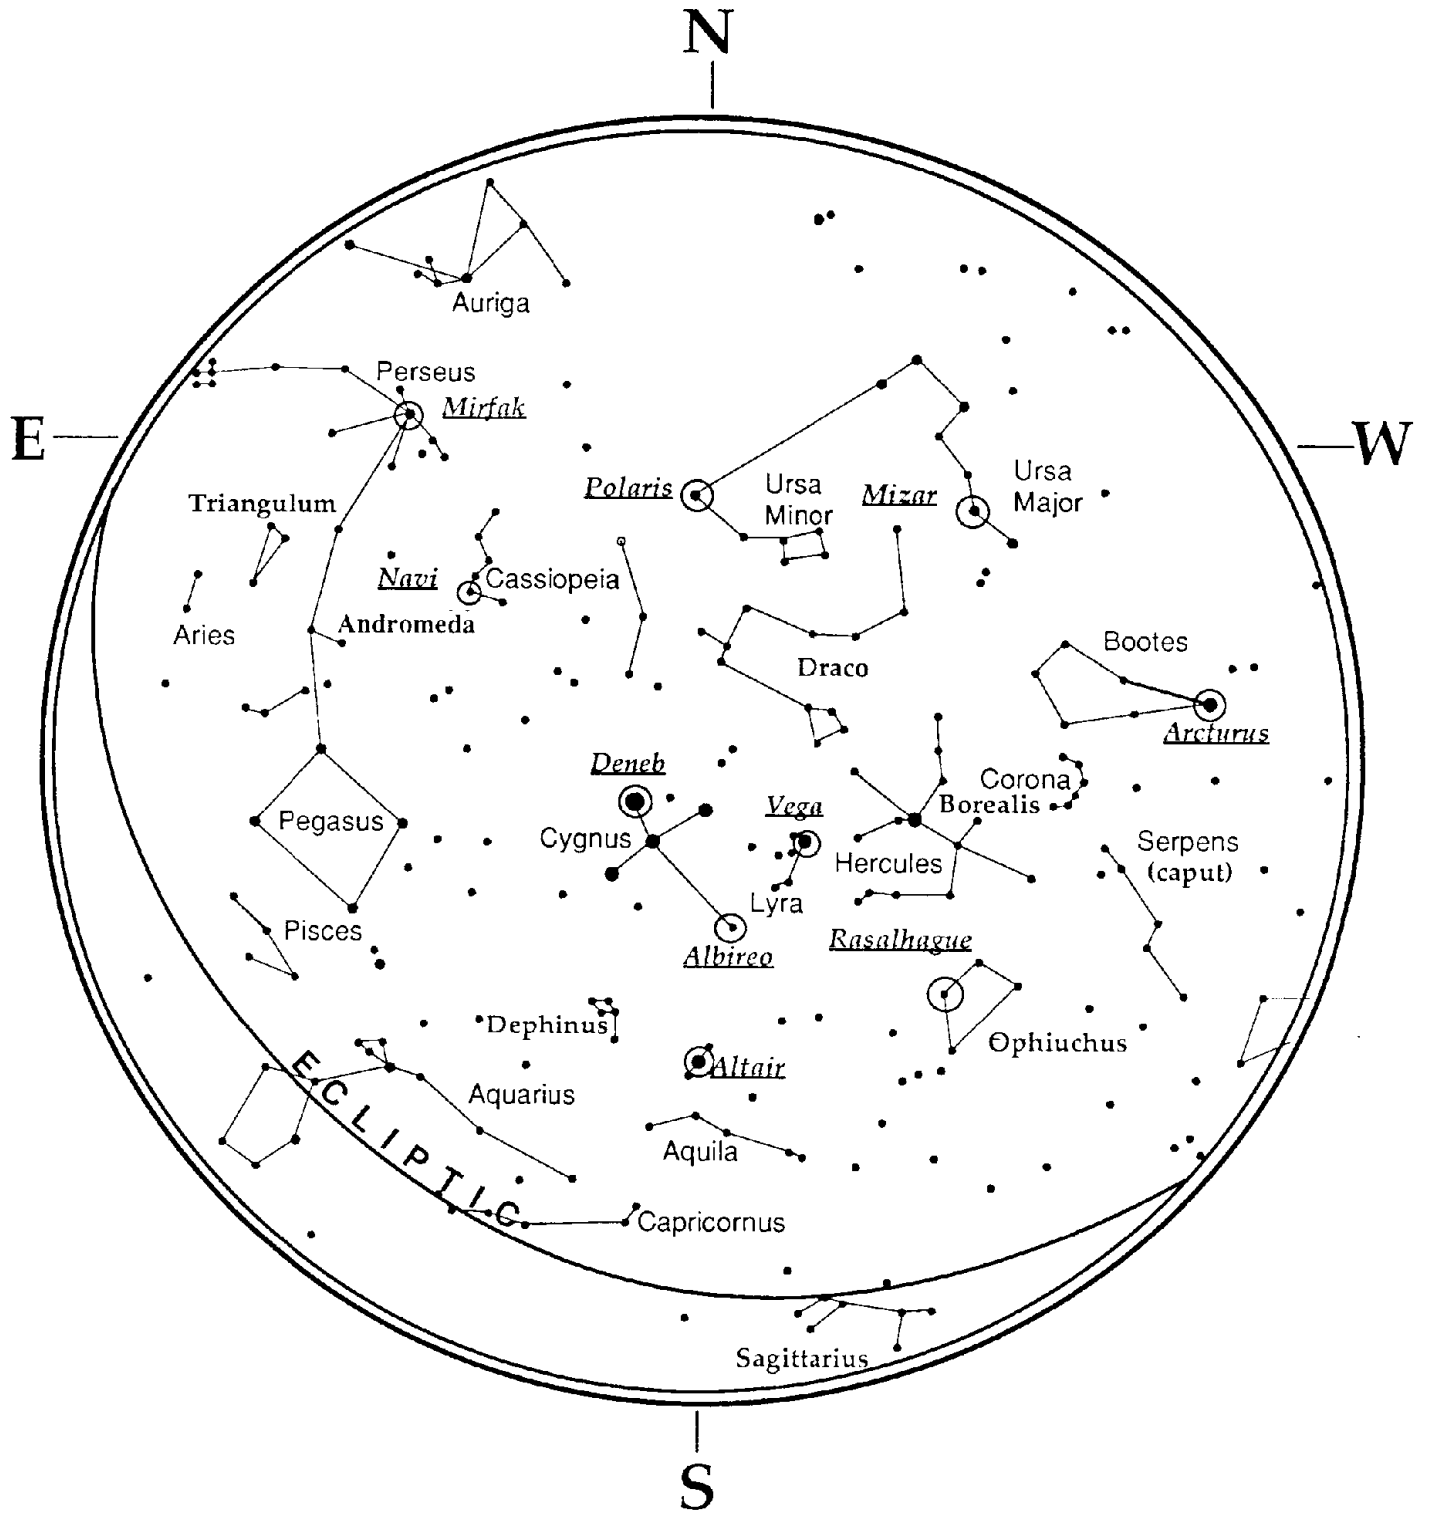 N
Auriga
Perseus
Mirfak
E
W
Triangulum
Polaris
Ursa
Minor
Mizar
Ursa
Major
Navi
Cassiopeia
Andromeda
Aries
Draco
Bootes
Arcturus
Deneb
Pegasus
Cygnus
Vega
Corona
Borealis
Hercules
Serpens
(caput)
Lyra
Pisces
Albireo
Rasalhague
Dephinus
Ophiuchus
Altair
ECLIPTIC
Aquarius
Aquila
Capricornus
Sagittarius
S